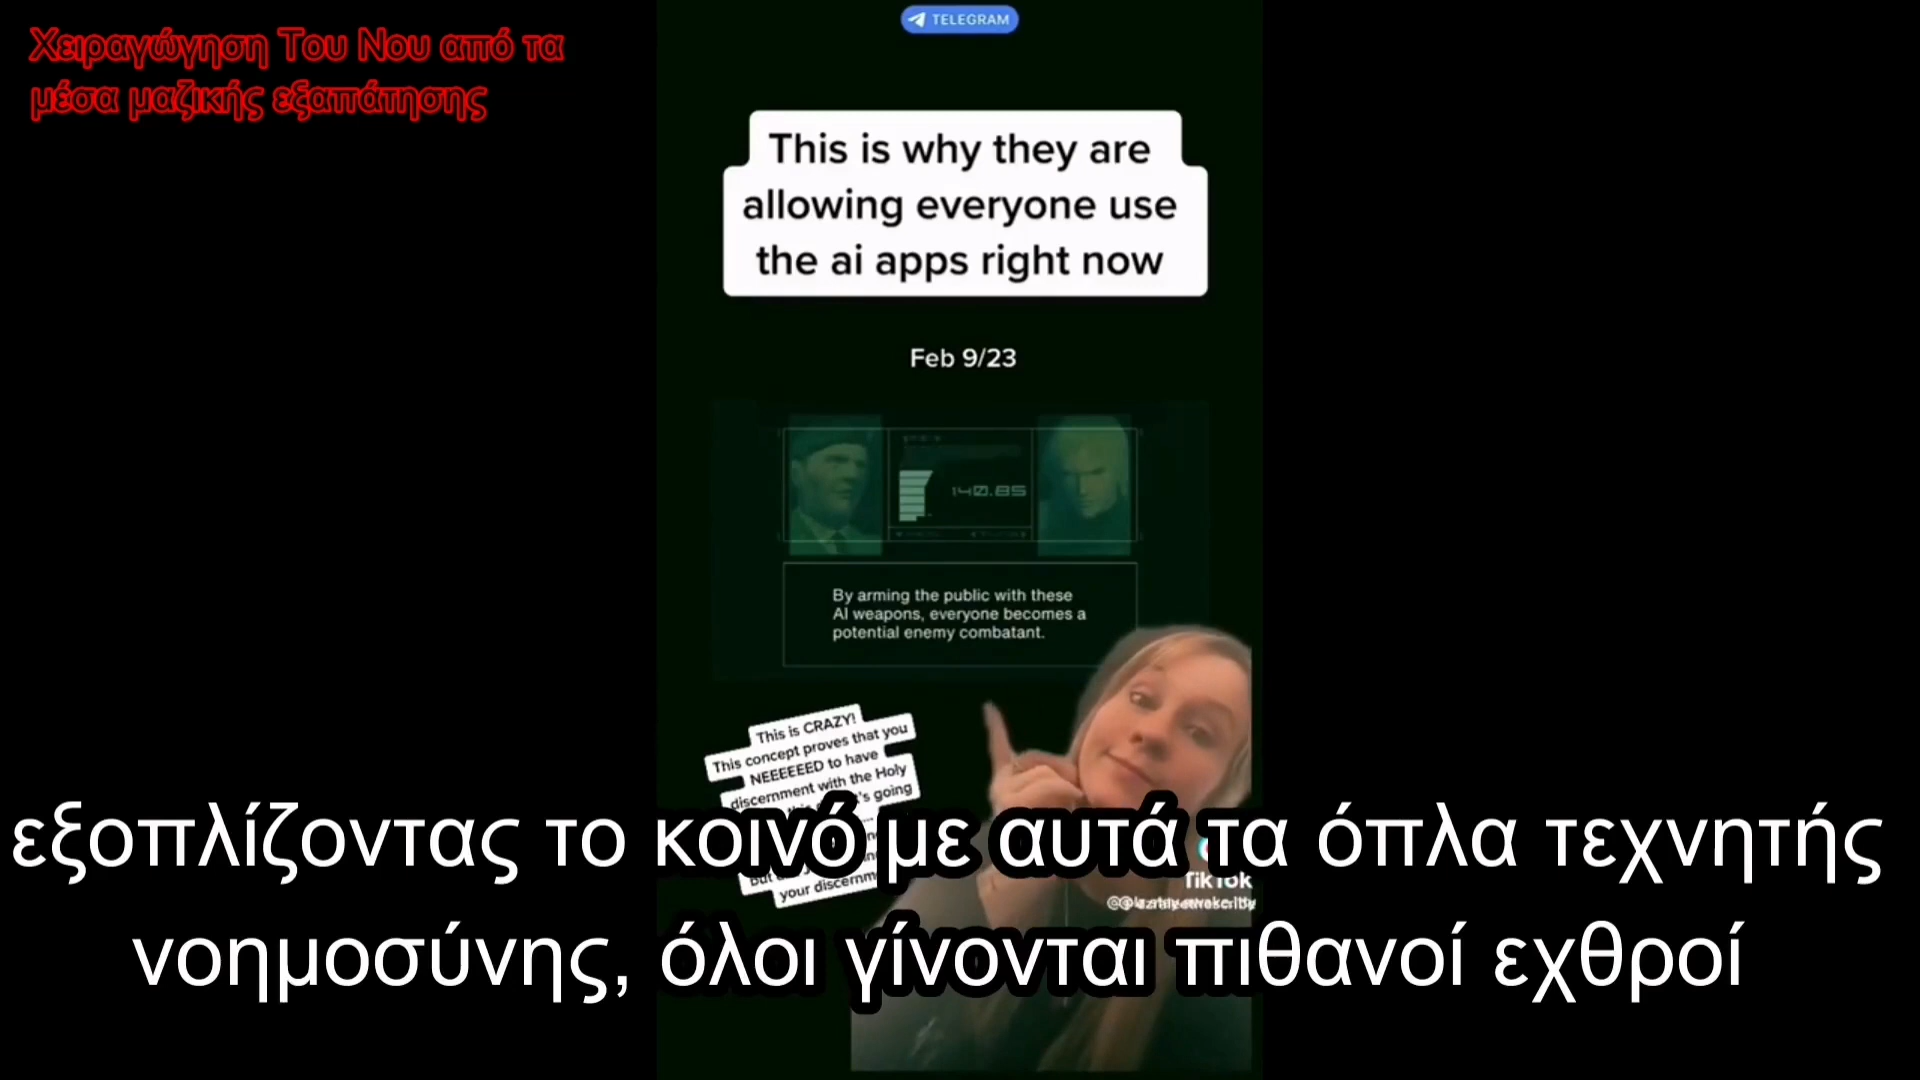 Χειραγώγηση Του Νου από τα
μέσα μαζικής εξαπάτησης
TELEGRAM
This is why they are
allowing everyone use
the ai apps right now
Feb 9/23
140.85
By arming the public with these
AI weapons, everyone becomes a
potential enemy combatant.
This is CRAZY!
This concept proves that you
NEEEEEED to have
discernment with the Holy
's going
your discernm
εξοπλίζοντας το κοινό με αυτά τα όπλα τεχνητής
νοημοσύνης, όλοι γίνονται πιθανοί εχθροί
TikTok